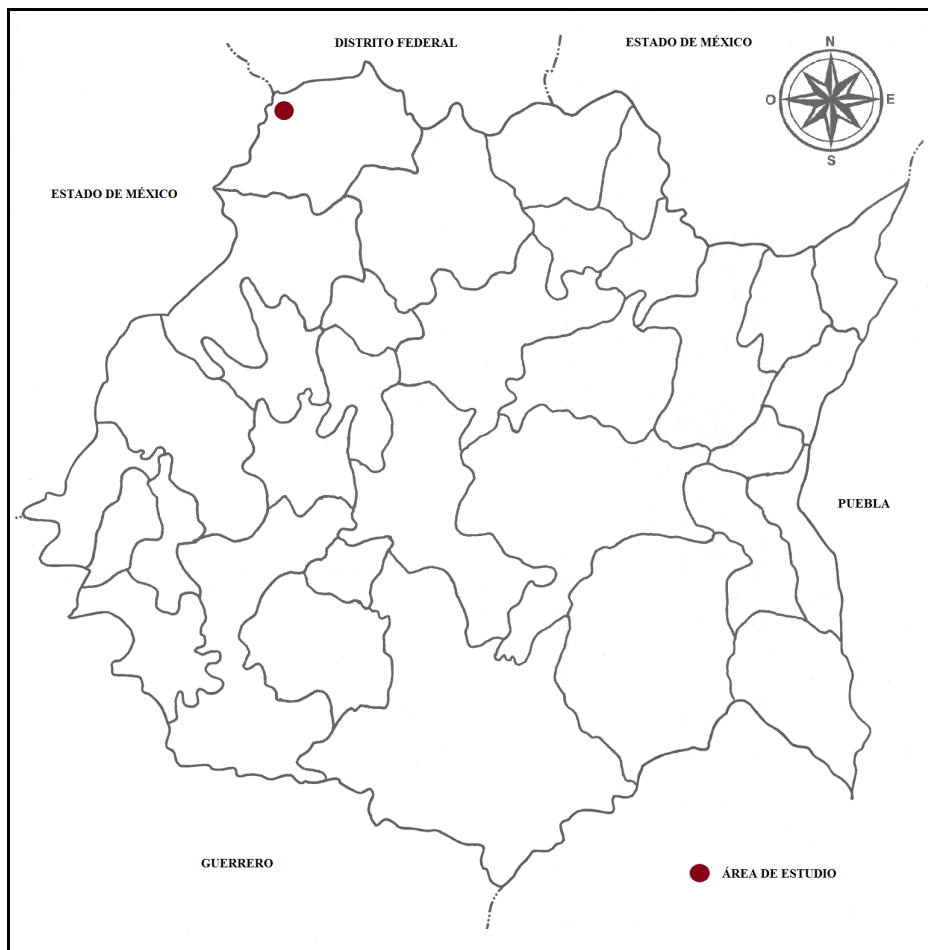 DISTRITO FEDERAL
ESTADO DE MÉXICO
N
O
E
S
ESTADO DE MÉXICO
PUEBLA
GUERRERO
ÁREA DE ESTUDIO